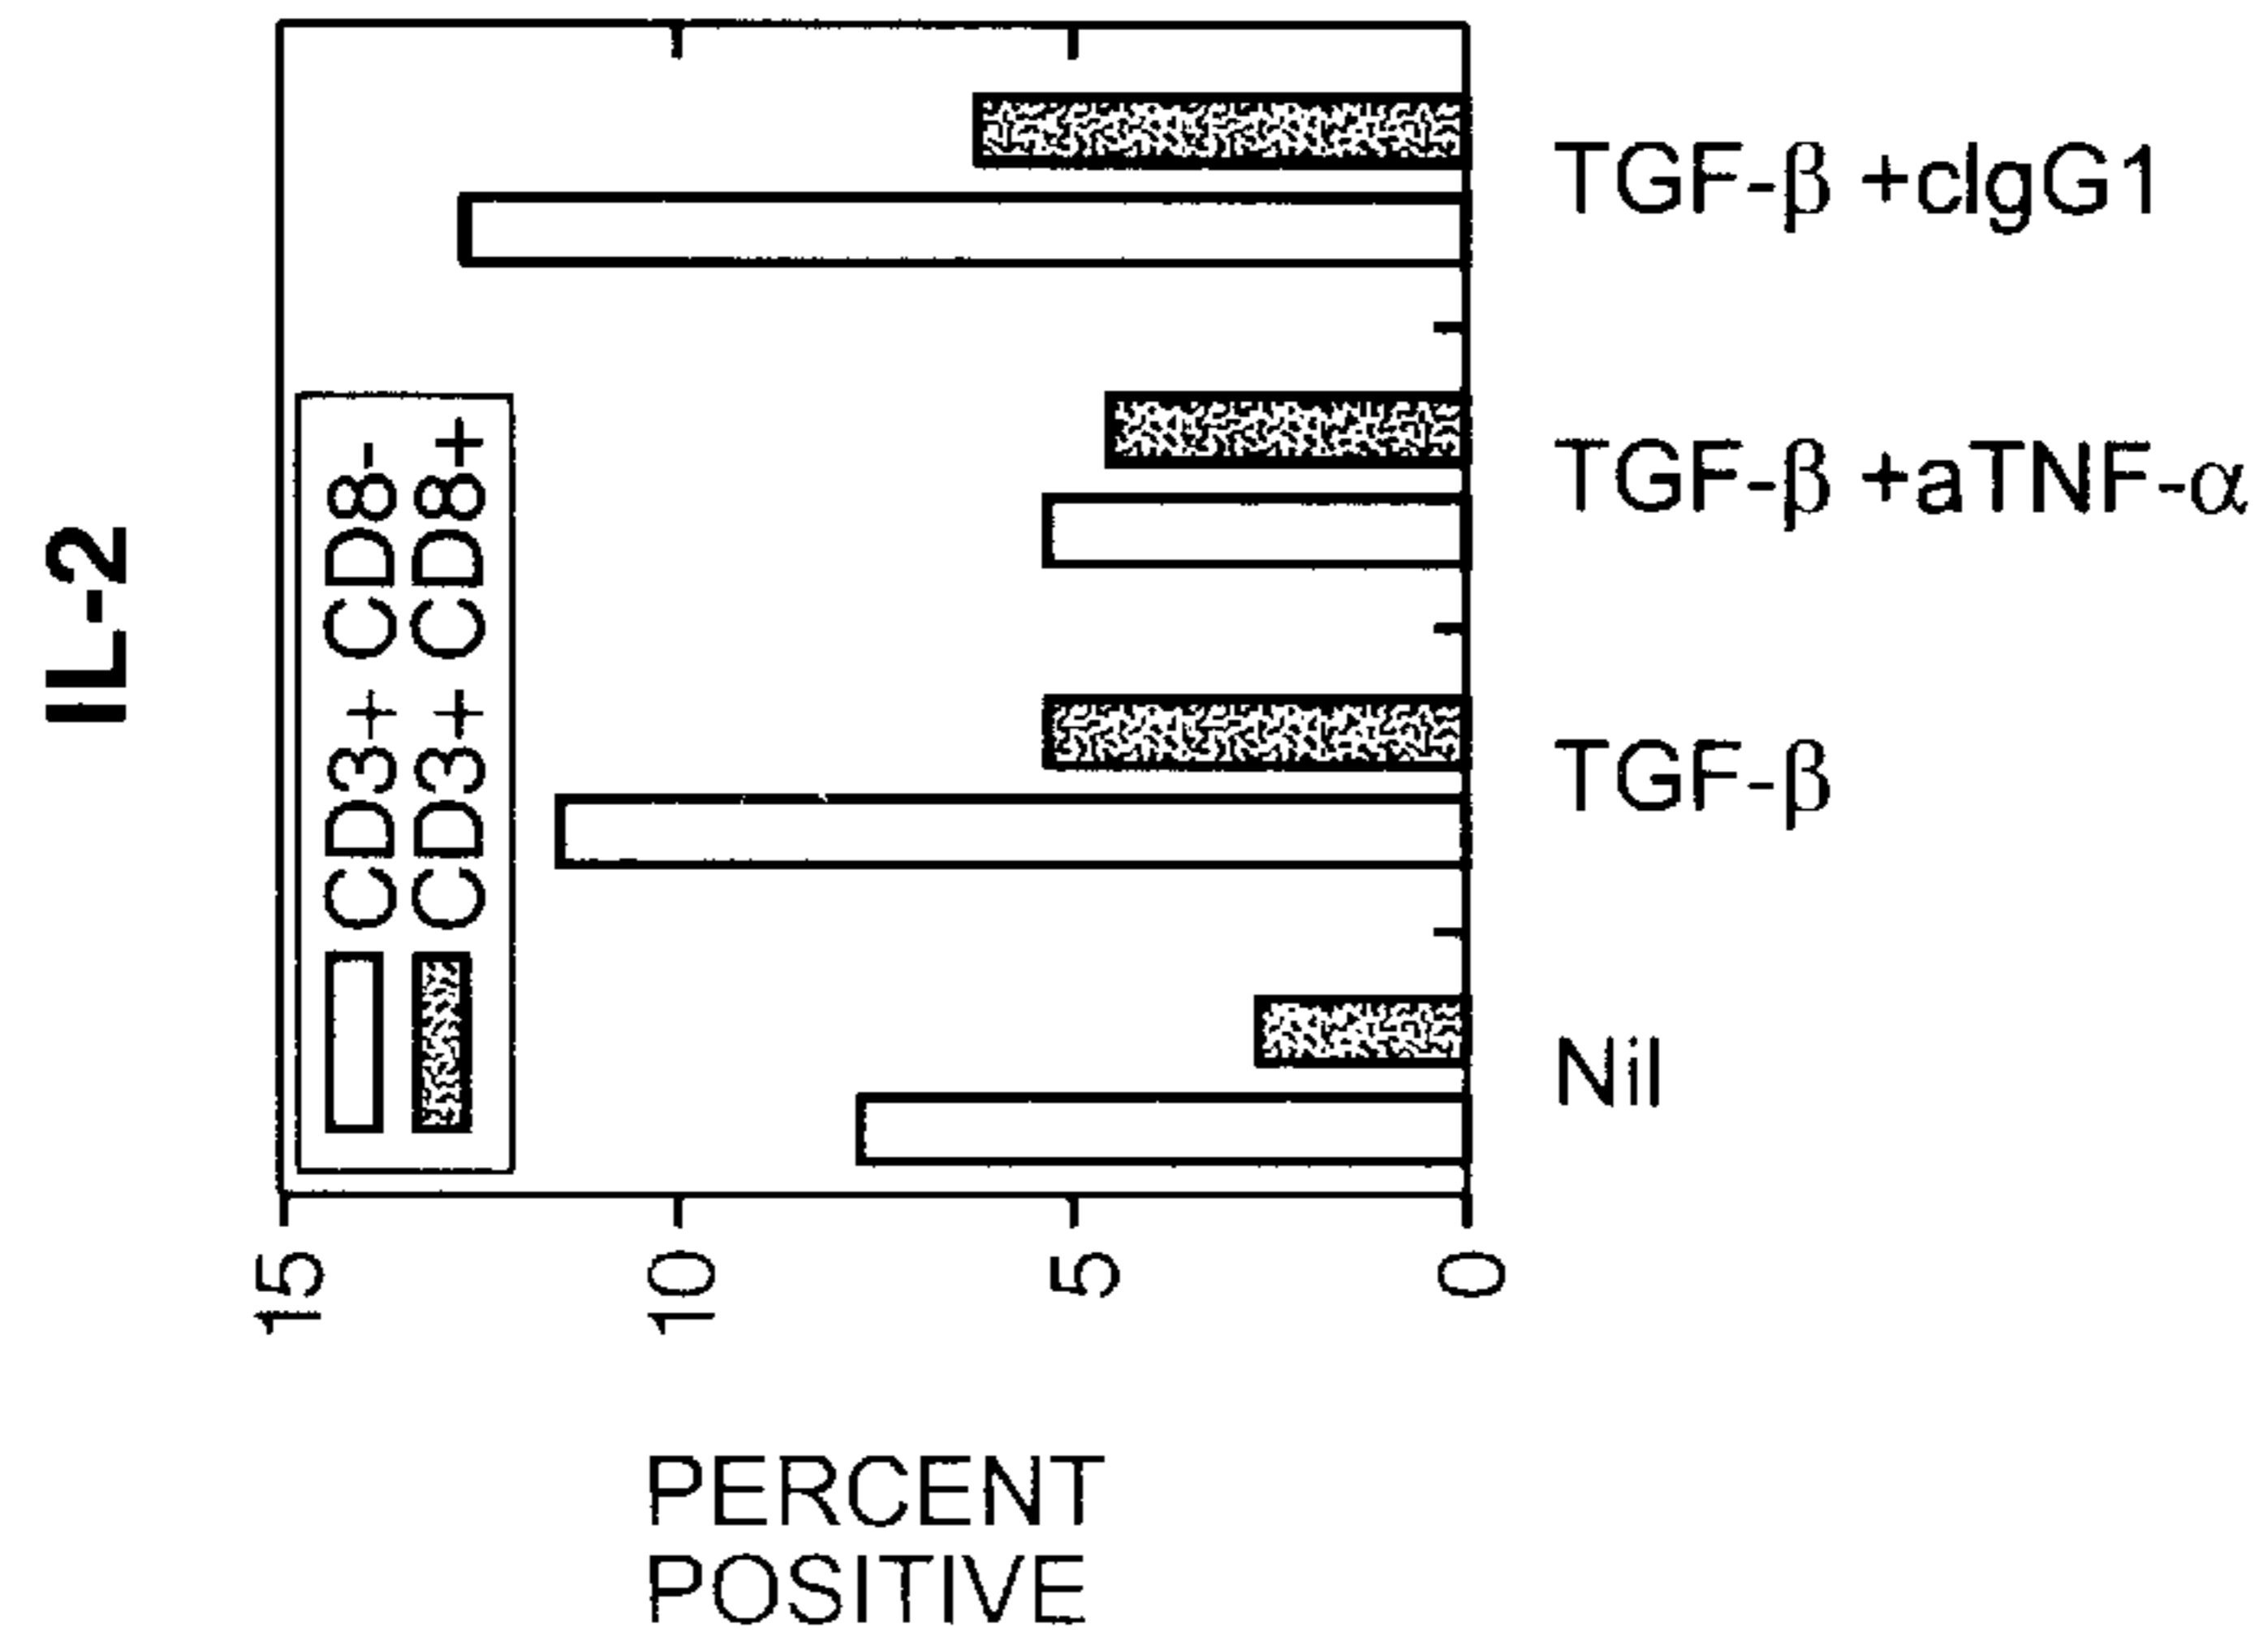 IL-2
CD3+ CD8-
CD3+ CD8+
15
10
5
0
PERCENT
POSITIVE
Nil
TGF-β
TGF-β +aTNF-α
TGF-β +cIgG1